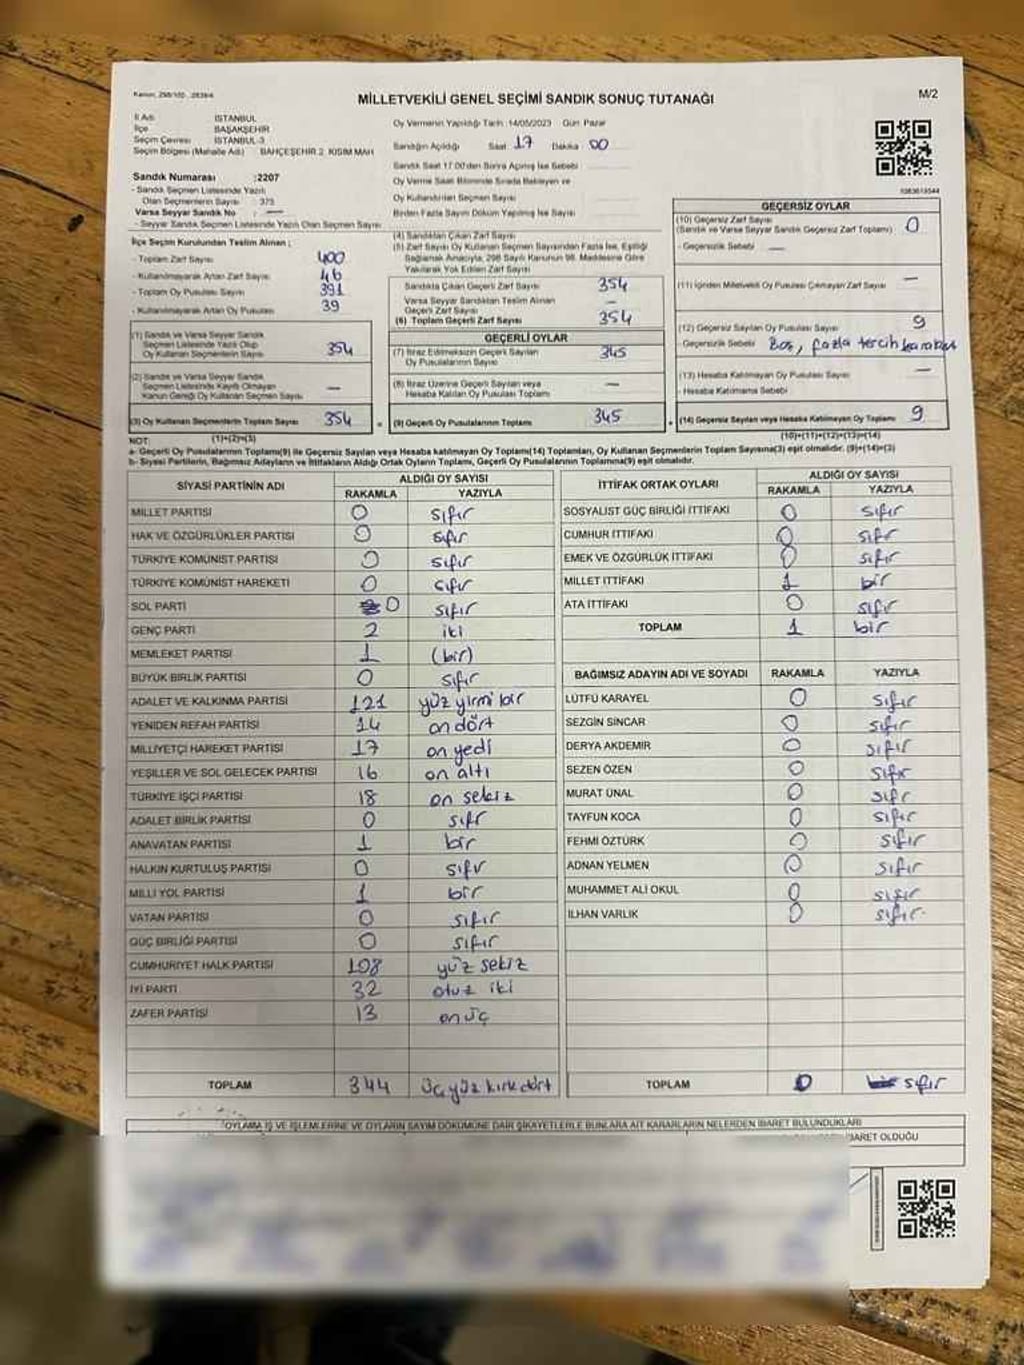 Kanun, 298/105
M/2
MİLLETVEKİLİ GENEL SEÇİMİ SANDIK SONUÇ TUTANAĞI
İl Adı : İSTANBUL
İlçe : BAŞAKŞEHİR
Seçim Çevresi : İSTANBUL-3
Seçim Bölgesi (Mahalle Adı) : BAHÇEŞEHİR 2. KISIM MAH
Sandık Numarası :2207
- Sandık Seçmen Listesinde Yazılı
Olan Seçmenlerin Sayısı : 373
Varsa Seyyar Sandık No : —
- Seyyar Sandık Seçmen Listesinde Yazılı Olan Seçmen Sayısı
Oy Vermenin Yapıldığı Tarih :14/05/2023 Gün Pazar
Sandığın Açıldığı Saat 17 Dakika 00
Sandık Saat 17.00'den Sonra Açılmış İse Sebebi
Oy Verme Saati Bitiminde Sırada Bekleyen ve
Oy Kullandırılan Seçmen Sayısı
Birden Fazla Sayım Döküm Yapılmış İse Sayısı
İlçe Seçim Kurulundan Teslim Alınan ;
- Toplam Zarf Sayısı 400
- Kullanılmayarak Artan Zarf Sayısı 46
- Toplam Oy Pusulası Sayısı 391
- Kullanılmayarak Artan Oy Pusulası 39
(1) Sandık ve Varsa Seyyar Sandık
Seçmen Listesinde Yazılı Olup
Oy Kullanan Seçmenlerin Sayısı 354
(2) Sandık ve Varsa Seyyar Sandık
Seçmen Listesinde Kayıtlı Olmayan
Kanun Gereği Oy Kullanan Seçmen Sayısı —
(3) Oy Kullanan Seçmenlerin Toplam Sayısı 354
(1)+(2)=(3)
(4) Sandıktan Çıkan Zarf Sayısı
(5) Zarf Sayısı Oy Kullanan Seçmen Sayısından Fazla İse, Eşitliği
Sağlamak Amacıyla, 298 Sayılı Kanunun 98. Maddesine Göre
Yakılarak Yok Edilen Zarf Sayısı
Sandıkta Çıkan Geçerli Zarf Sayısı 354
Varsa Seyyar Sandıktan Teslim Alınan
Geçerli Zarf Sayısı —
(6) Toplam Geçerli Zarf Sayısı 354
GEÇERLİ OYLAR
(7) İtiraz Edilmeksizin Geçerli Sayılan
Oy Pusulalarının Sayısı 345
(8) İtiraz Üzerine Geçerli Sayılan veya
Hesaba Katılan Oy Pusulası Toplamı —
(9) Geçerli Oy Pusulalarının Toplamı 345
GEÇERSİZ OYLAR
(10) Geçersiz Zarf Sayısı
(Sandık ve Varsa Seyyar Sandık Geçersiz Zarf Toplamı) 0
- Geçersizlik Sebebi —
(11) İçinden Milletvekili Oy Pusulası Çıkmayan Zarf Sayısı —
(12) Geçersiz Sayılan Oy Pusulası Sayısı 9
- Geçersizlik Sebebi Boş, fazla tercih
(13) Hesaba Katılmayan Oy Pusulası Sayısı —
- Hesaba Katılmama Sebebi
(14) Geçersiz Sayılan veya Hesaba Katılmayan Oy Toplamı 9
(10)+(11)+(12)+(13)=(14)
NOT:
a- Geçerli Oy Pusulalarının Toplamı(9) ile Geçersiz Sayılan veya Hesaba katılmayan Oy Toplamı(14) Toplamları, Oy Kullanan Seçmenlerin Toplam Sayısına(3) eşit olmalıdır. (9)+(14)=(3)
b- Siyasi Partilerin, Bağımsız Adayların ve İttifakların Aldığı Ortak Oyların Toplamı, Geçerli Oy Pusulalarının Toplamına(9) eşit olmalıdır.
SİYASİ PARTİNİN ADI ALDIĞI OY SAYISI
RAKAMLA YAZIYLA
MİLLET PARTİSİ 0 sıfır
HAK VE ÖZGÜRLÜKLER PARTİSİ 0 sıfır
TÜRKİYE KOMÜNİST PARTİSİ 0 sıfır
TÜRKİYE KOMÜNİST HAREKETİ 0 sıfır
SOL PARTİ 0 sıfır
GENÇ PARTİ 2 iki
MEMLEKET PARTİSİ 1 (bir)
BÜYÜK BİRLİK PARTİSİ 0 sıfır
ADALET VE KALKINMA PARTİSİ 121 yüz yirmi bir
YENİDEN REFAH PARTİSİ 14 on dört
MİLLİYETÇİ HAREKET PARTİSİ 17 on yedi
YEŞİLLER VE SOL GELECEK PARTİSİ 16 on altı
TÜRKİYE İŞÇİ PARTİSİ 18 on sekiz
ADALET BİRLİK PARTİSİ 0 sıfır
ANAVATAN PARTİSİ 1 bir
HALKIN KURTULUŞ PARTİSİ 0 sıfır
MİLLİ YOL PARTİSİ 1 bir
VATAN PARTİSİ 0 sıfır
GÜÇ BİRLİĞİ PARTİSİ 0 sıfır
CUMHURİYET HALK PARTİSİ 108 yüz sekiz
İYİ PARTİ 32 otuz iki
ZAFER PARTİSİ 13 on üç
TOPLAM 344 üç yüz kırk dört
İTTİFAK ORTAK OYLARI ALDIĞI OY SAYISI
RAKAMLA YAZIYLA
SOSYALİST GÜÇ BİRLİĞİ İTTİFAKI 0 sıfır
CUMHUR İTTİFAKI 0 sıfır
EMEK VE ÖZGÜRLÜK İTTİFAKI 0 sıfır
MİLLET İTTİFAKI 1 bir
ATA İTTİFAKI 0 sıfır
TOPLAM 1 bir
BAĞIMSIZ ADAYIN ADI VE SOYADI RAKAMLA YAZIYLA
LÜTFÜ KARAYEL 0 sıfır
SEZGİN SİNCAR 0 sıfır
DERYA AKDEMİR 0 sıfır
SEZEN ÖZEN 0 sıfır
MURAT ÜNAL 0 sıfır
TAYFUN KOCA 0 sıfır
FEHMİ ÖZTÜRK 0 sıfır
ADNAN YELMEN 0 sıfır
MUHAMMET ALİ OKUL 0 sıfır
İLHAN VARLIK 0 sıfır
TOPLAM 0 sıfır
OYLAMA İŞ VE İŞLEMLERİNE VE OYLARIN SAYIM DÖKÜMÜNE DAİR ŞİKAYETLERLE BUNLARA AİT KARARLARIN NELERDEN İBARET BULUNDUKLARI
İBARET OLDUĞU